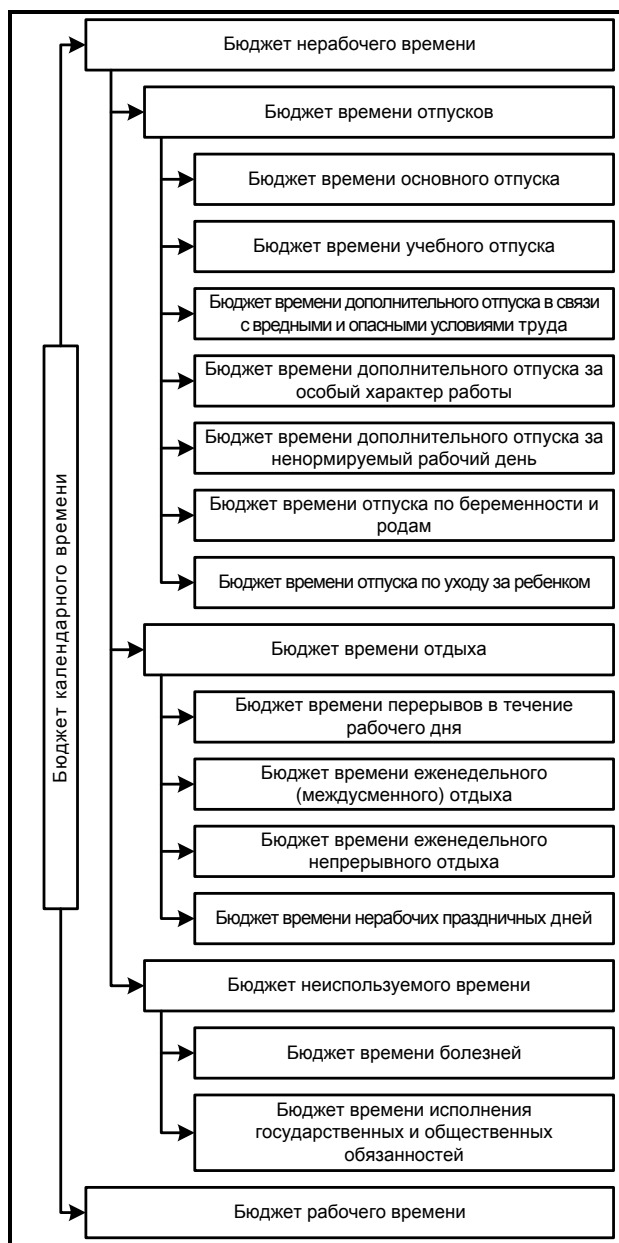 Бюджет нерабочего времени
Бюджет времени отпусков
Бюджет времени основного отпуска
Бюджет времени учебного отпуска
Бюджет времени дополнительного отпуска в связи
с вредными и опасными условиями труда
Бюджет времени дополнительного отпуска за
особый характер работы
Бюджет времени дополнительного отпуска за
ненормируемый рабочий день
Бюджет времени отпуска по беременности и
родам
Бюджет времени отпуска по уходу за ребенком
Бюджет календарного времени
Бюджет времени отдыха
Бюджет времени перерывов в течение
рабочего дня
Бюджет времени еженедельного
(междусменного) отдыха
Бюджет времени еженедельного
непрерывного отдыха
Бюджет времени нерабочих праздничных дней
Бюджет неиспользуемого времени
Бюджет времени болезней
Бюджет времени исполнения
государственных и общественных
обязанностей
Бюджет рабочего времени